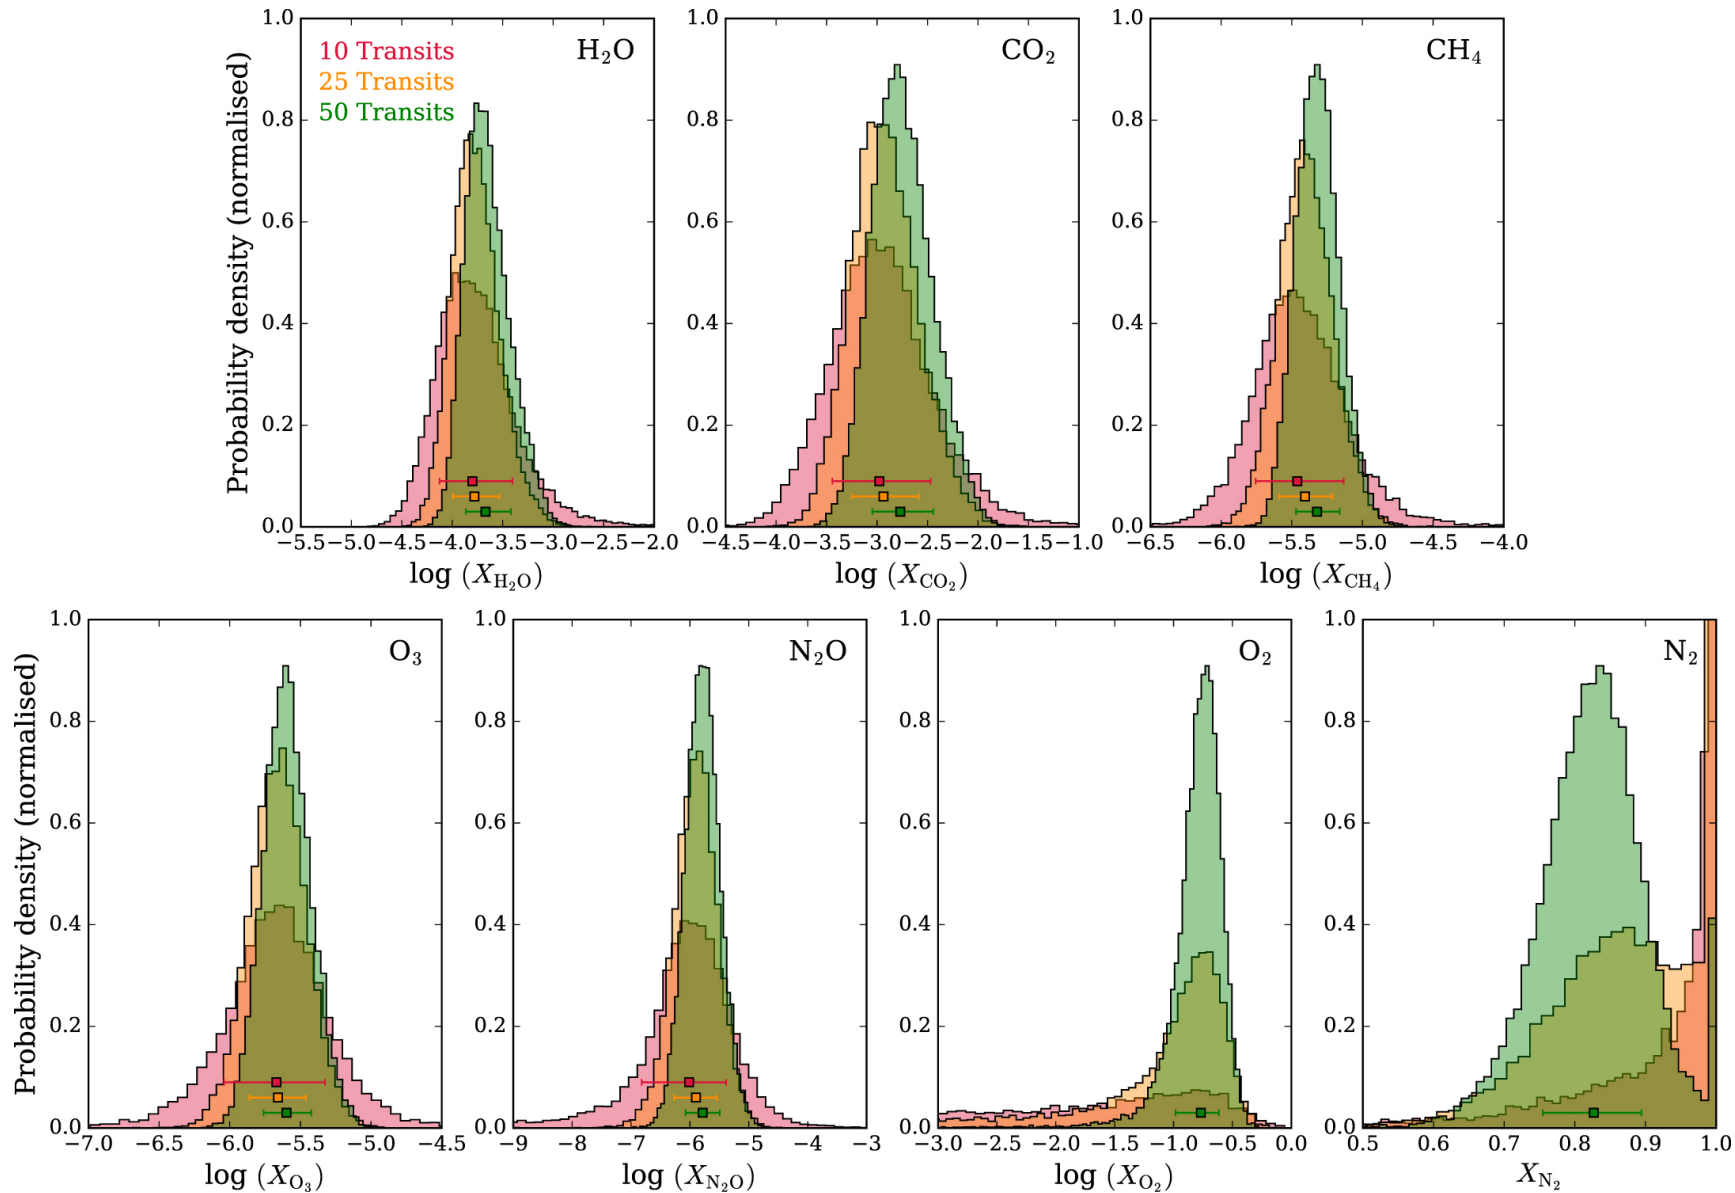 10 Transits
25 Transits
50 Transits
H₂O
CO₂
CH₄
Probability density (normalised)
1.0
0.8
0.6
0.4
0.2
0.0
1.0
0.8
0.6
0.4
0.2
0.0
1.0
0.8
0.6
0.4
0.2
0.0
−5.5 −5.0 −4.5 −4.0 −3.5 −3.0 −2.5 −2.0
−4.5 −4.0 −3.5 −3.0 −2.5 −2.0 −1.5 −1.0
−6.5 −6.0 −5.5 −5.0 −4.5 −4.0
log (X_H₂O)
log (X_CO₂)
log (X_CH₄)
O₃
N₂O
O₂
N₂
Probability density (normalised)
1.0
0.8
0.6
0.4
0.2
0.0
1.0
0.8
0.6
0.4
0.2
0.0
1.0
0.8
0.6
0.4
0.2
0.0
1.0
0.8
0.6
0.4
0.2
0.0
−7.0 −6.5 −6.0 −5.5 −5.0 −4.5
−9 −8 −7 −6 −5 −4 −3
−3.0 −2.5 −2.0 −1.5 −1.0 −0.5 0.0
0.5 0.6 0.7 0.8 0.9 1.0
log (X_O₃)
log (X_N₂O)
log (X_O₂)
X_N₂